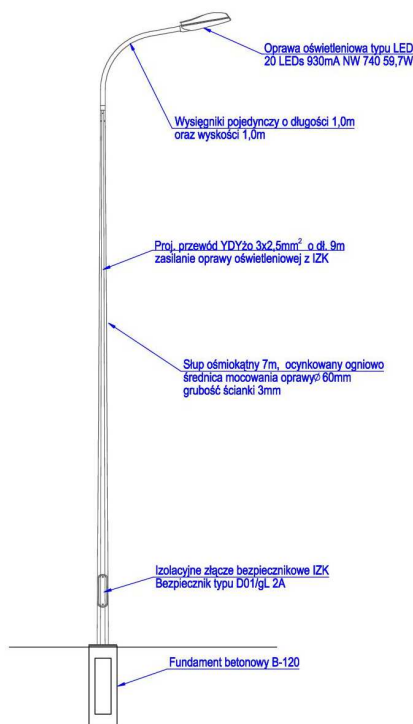 Oprawa oświetleniowa typu LED
20 LEDs 930mA NW 740 59,7W
Wysięgniki pojedynczy o długości 1,0m
oraz wyskości 1,0m
Proj. przewód YDYżo 3x2,5mm² o dł. 9m
zasilanie oprawy oświetleniowej z IZK
Słup ośmiokątny 7m, ocynkowany ogniowo
średnica mocowania oprawyø 60mm
grubość ścianki 3mm
Izolacyjne złącze bezpiecznikowe IZK
Bezpiecznik typu D01/gL 2A
Fundament betonowy B-120